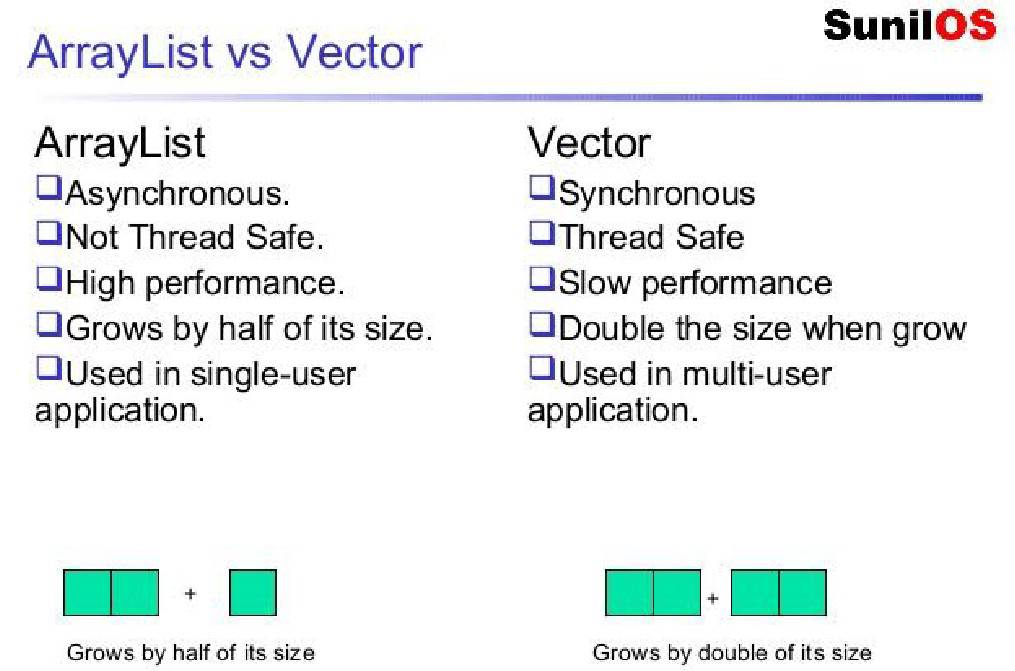 SunilOS
ArrayList vs Vector
ArrayList
Asynchronous.
Not Thread Safe.
High performance.
Grows by half of its size.
Used in single-user
application.
Vector
Synchronous
Thread Safe
Slow performance
Double the size when grow
Used in multi-user
application.
+
Grows by half of its size
+
Grows by double of its size